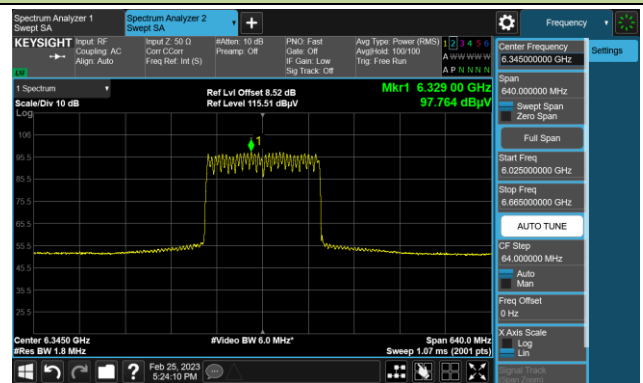 Spectrum Analyzer 1
Swept SA
Spectrum Analyzer 2
Swept SA
+
Frequency
KEYSIGHT
Input: RF
Coupling: AC
Align: Auto
Input Z: 50 Ω
Corr CCorr
Freq Ref: Int (S)
#Atten: 10 dB
Preamp: Off
PNO: Fast
Gate: Off
IF Gain: Low
Sig Track: Off
Avg Type: Power (RMS)
Avg|Hold: 100/100
Trig: Free Run
1 2 3 4 5 6
A W W W W W
A P N N N N
LVI
Center Frequency
6.345000000 GHz
Settings
Span
640.000000 MHz
Swept Span
Zero Span
Full Span
Start Freq
6.025000000 GHz
Stop Freq
6.665000000 GHz
AUTO TUNE
CF Step
64.000000 MHz
Auto
Man
Freq Offset
0 Hz
X Axis Scale
Log
Lin
Signal Track
(Span Zoom)
1 Spectrum
Scale/Div 10 dB
Log
Ref Lvl Offset 8.52 dB
Ref Level 115.51 dBµV
Mkr1 6.329 00 GHz
97.764 dBµV
1
106
95.5
85.5
75.5
65.5
55.5
45.5
35.5
25.5
Center 6.3450 GHz
#Res BW 1.8 MHz
#Video BW 6.0 MHz*
Span 640.0 MHz
Sweep 1.07 ms (2001 pts)
?
Feb 25, 2023
5:24:10 PM